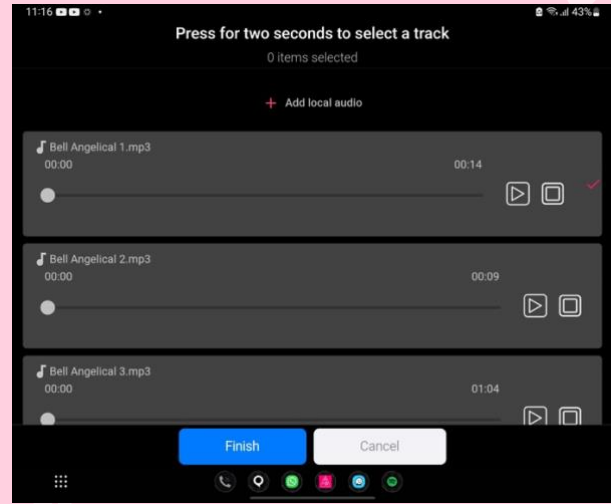 11:16
43%
Press for two seconds to select a track
0 items selected
+ Add local audio
Bell Angelical 1.mp3
00:00 00:14
Bell Angelical 2.mp3
00:00 00:09
Bell Angelical 3.mp3
00:00 01:04
Finish Cancel